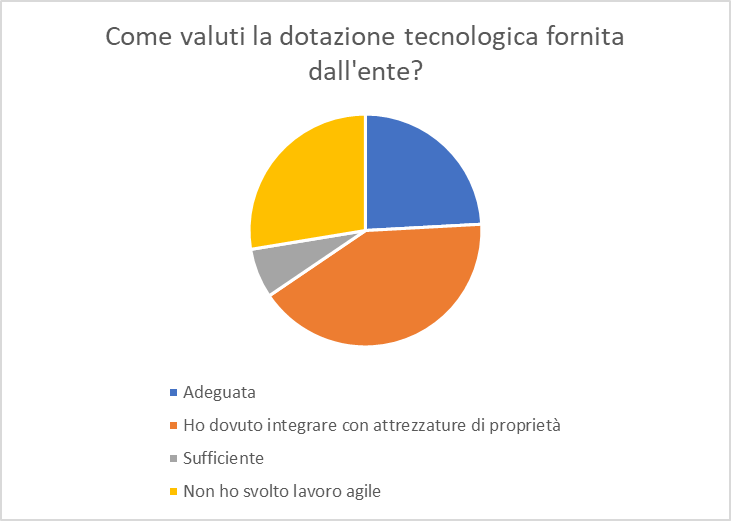 Come valuti la dotazione tecnologica fornita
dall'ente?
Adeguata
Ho dovuto integrare con attrezzature di proprietà
Sufficiente
Non ho svolto lavoro agile